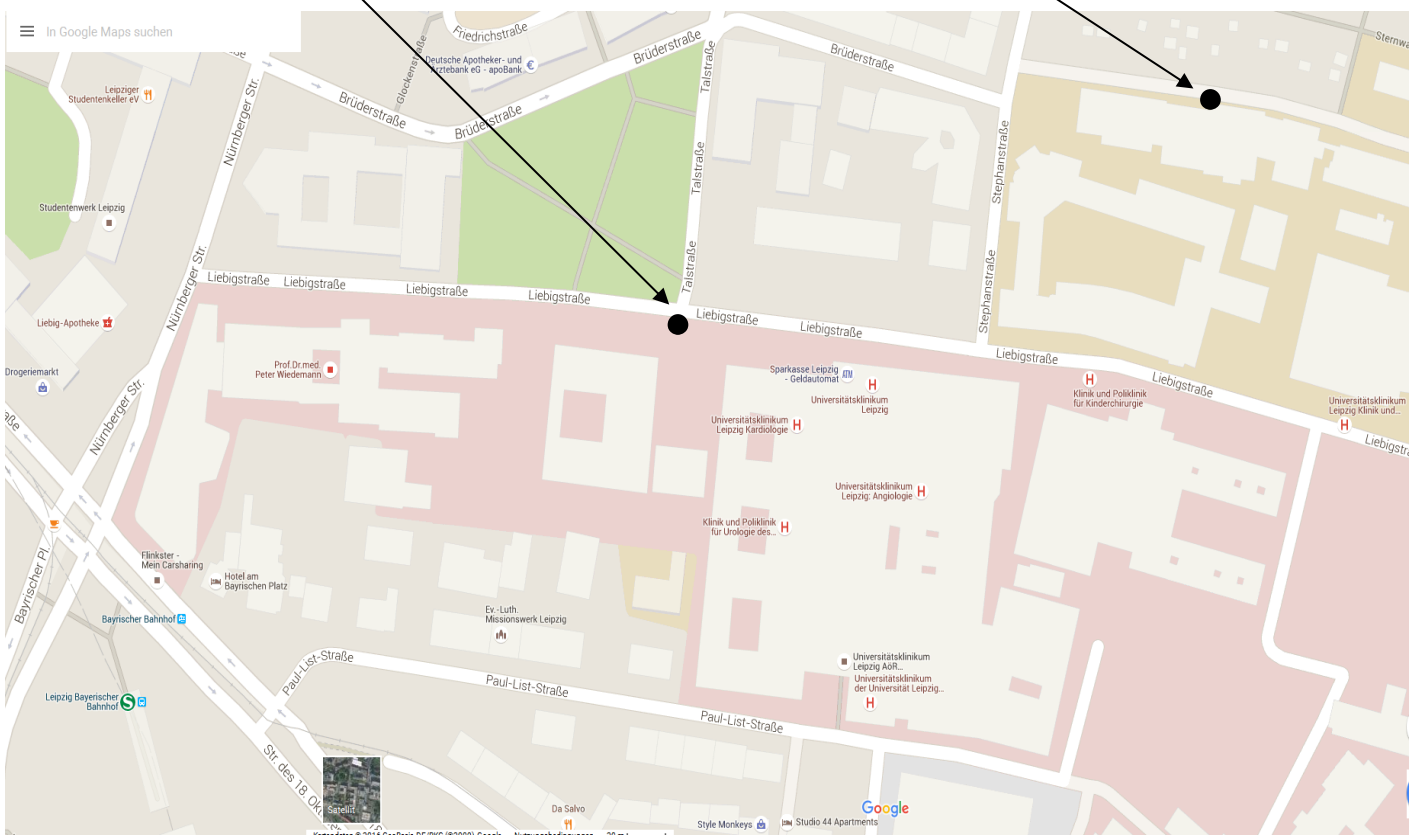 In Google Maps suchen
Friedrichstraße
Glockenstraße
Deutsche Apotheker- und
Ärztebank eG - apoBank
Brüderstraße
Talstraße
Brüderstraße
Leipziger
Studentenkeller eV
Nürnberger Str.
Brüderstraße
Brüderstraße
Stephanstraße
Talstraße
Studentenwerk Leipzig
Nürnberger Str.
Liebigstraße
Liebigstraße
Liebigstraße
Liebigstraße
Talstraße
Stephanstraße
Liebigstraße
Liebigstraße
Liebigstraße
Liebigstraße
Liebig-Apotheke
Prof.Dr.med.
Peter Wiedemann
Drogeriemarkt
Nürnberger Str.
Sparkasse Leipzig
- Geldautomat
ATM
H
Universitätsklinikum
Leipzig
H
Klinik und Poliklinik
für Kinderchirurgie
Universitätsklinikum
Leipzig Klinik und...
H
Universitätsklinikum
Leipzig Kardiologie
H
Universitätsklinikum
Leipzig: Angiologie
H
Klinik und Poliklinik
für Urologie des...
H
Bayrischer Pl.
Flinkster -
Mein Carsharing
Hotel am
Bayrischen Platz
Bayrischer Bahnhof
Ev.-Luth.
Missionswerk Leipzig
Paul-List-Straße
Paul-List-Straße
Paul-List-Straße
Universitätsklinikum
Leipzig AöR...
Universitätsklinikum
der Universität Leipzig...
H
Leipzig Bayerischer
Bahnhof
S
Str. des 18.
Satellit
Da Salvo
Style Monkeys
Studio 44 Apartments
Google